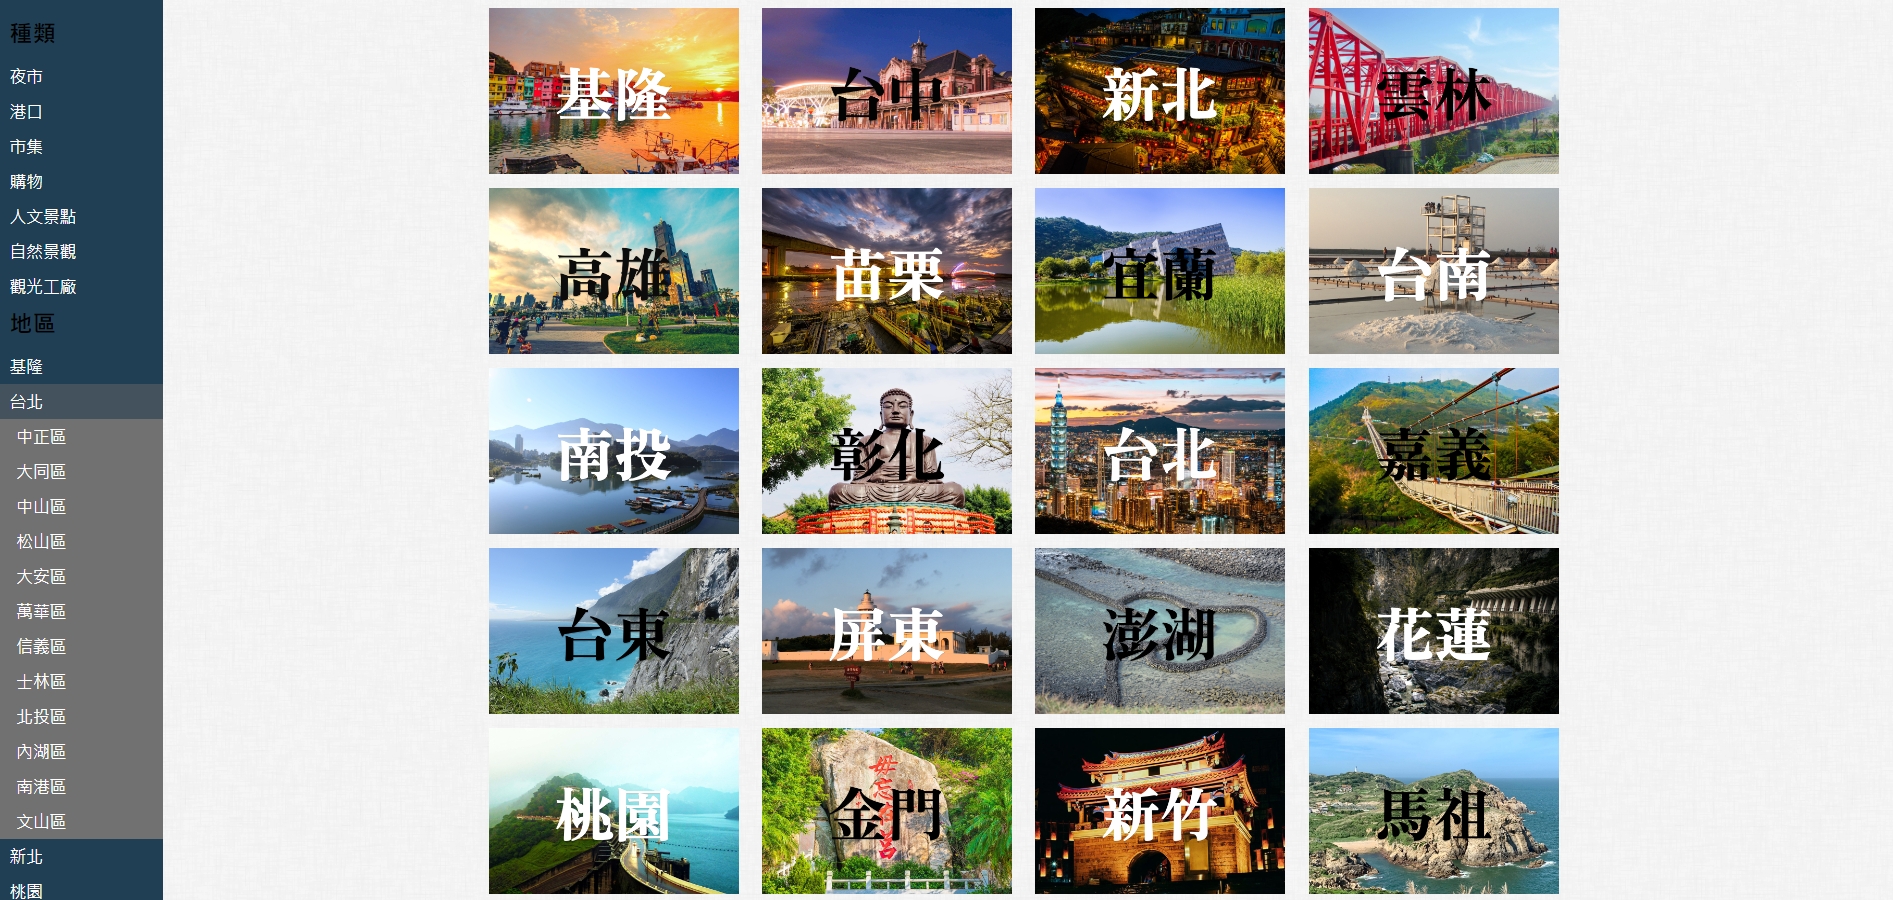 種類
夜市
港口
市集
購物
人文景點
自然景觀
觀光工廠
地區
基隆
台北
中正區
大同區
中山區
松山區
大安區
萬華區
信義區
士林區
北投區
內湖區
南港區
文山區
新北
桃園
基隆
台中
新北
雲林
高雄
苗栗
宜蘭
台南
南投
彰化
台北
嘉義
台東
屏東
澎湖
花蓮
桃園
金門
新竹
馬祖